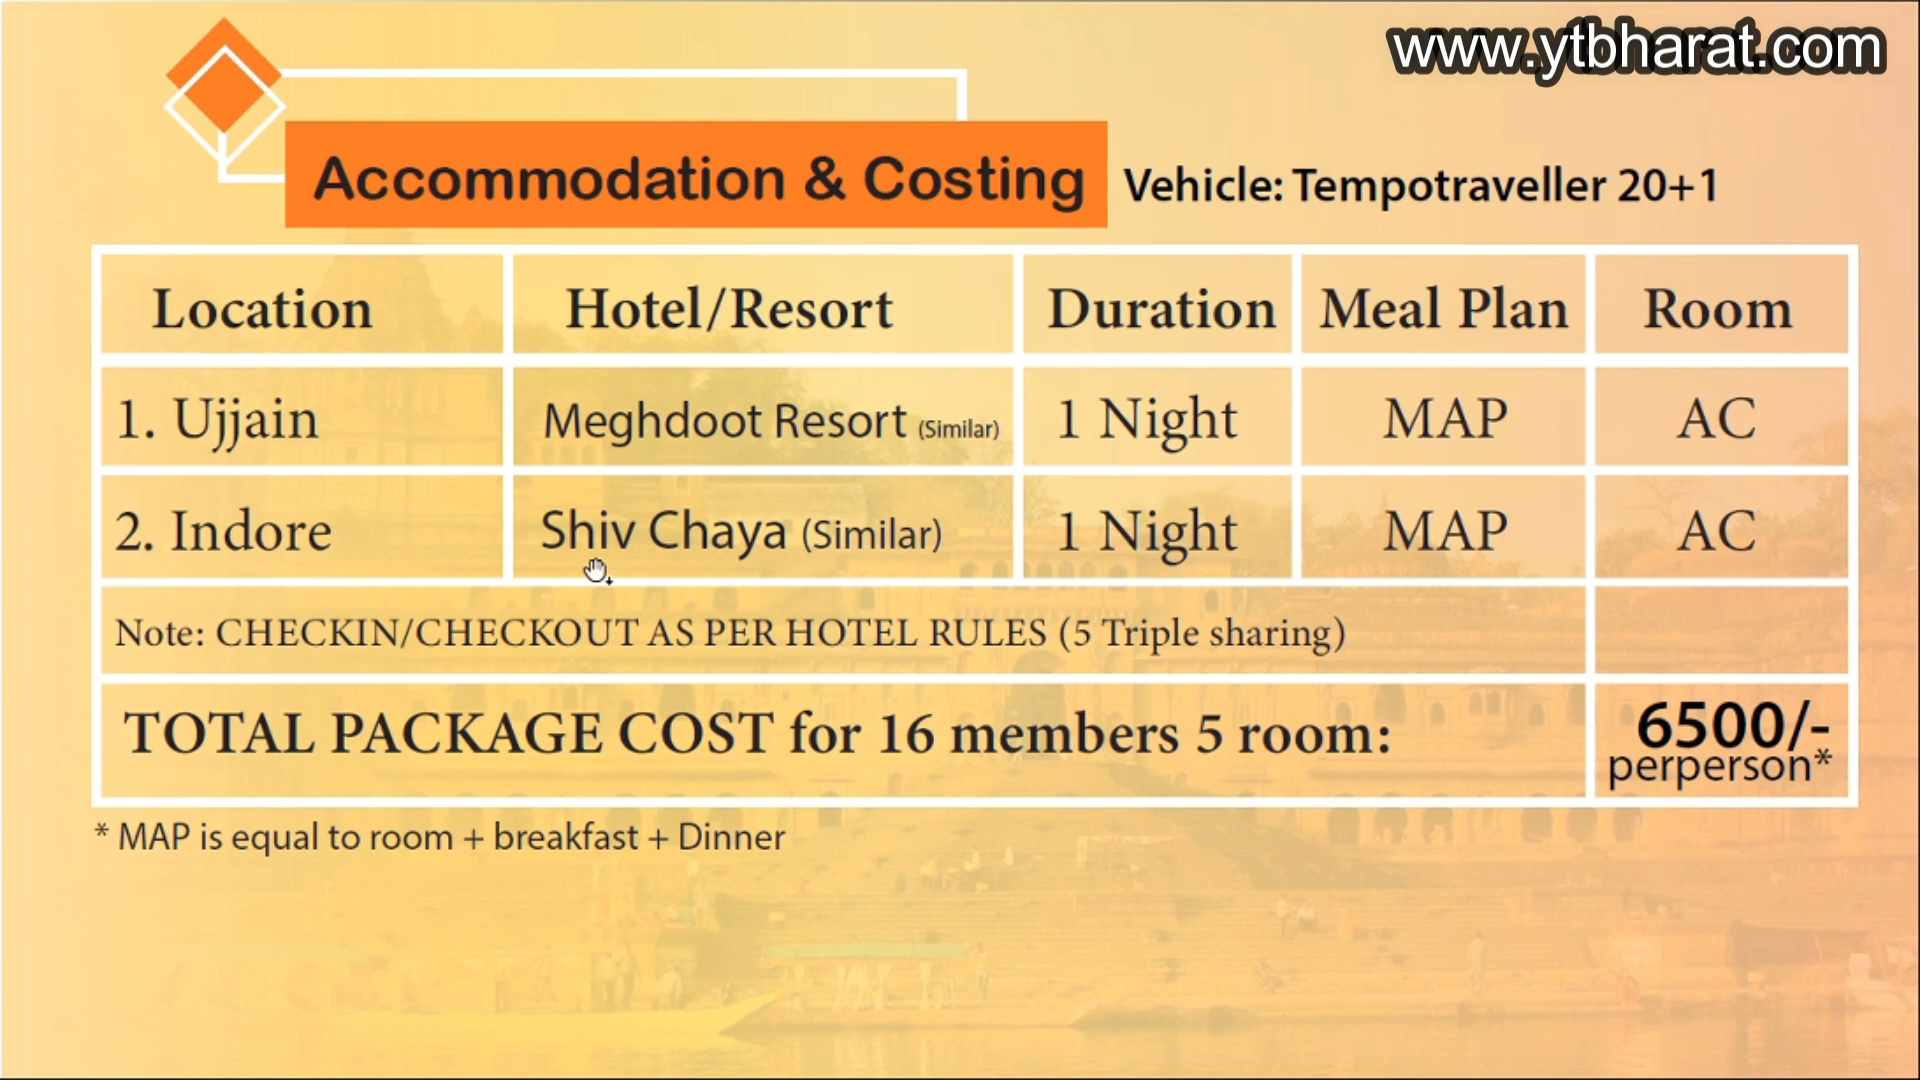 www.ytbharat.com
Accommodation & Costing
Vehicle: Tempotraveller 20+1
Location Hotel/Resort Duration Meal Plan Room
1. Ujjain Meghdoot Resort (Similar) 1 Night MAP AC
2. Indore Shiv Chaya (Similar) 1 Night MAP AC
Note: CHECKIN/CHECKOUT AS PER HOTEL RULES (5 Triple sharing)
TOTAL PACKAGE COST for 16 members 5 room: 6500/-
perperson*
* MAP is equal to room + breakfast + Dinner